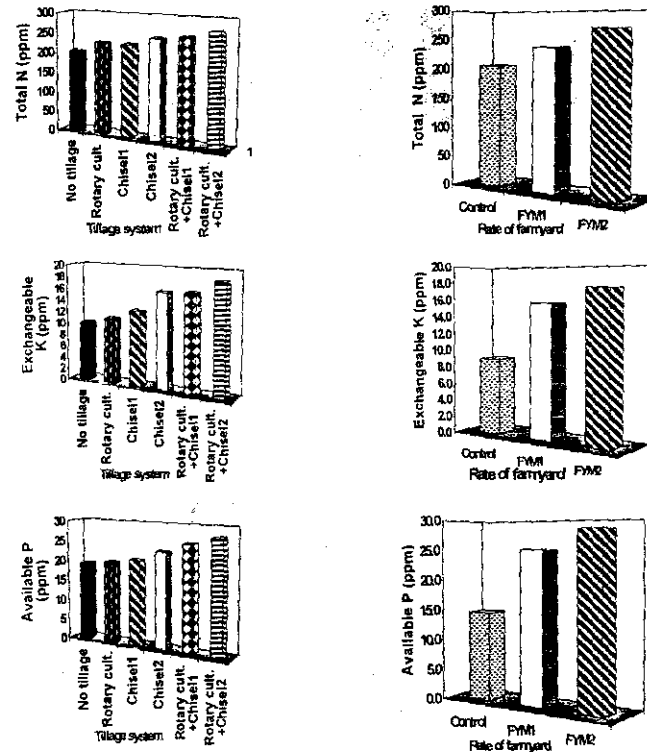 Total N (ppm)
300
250
200
150
100
50
0
No tillage
Rotary cult.
Chisel1
Chisel2
Rotary cult.
+Chisel1
Rotary cult.
+Chisel2
Tillage system
1
Total N (ppm)
300
250
200
150
100
50
0
Control
FYM1
FYM2
Rate of farmyard
Exchangeable
K (ppm)
20
18
16
14
12
10
8
6
4
2
0
No tillage
Rotary cult.
Chisel1
Chisel2
Rotary cult.
+Chisel1
Rotary cult.
+Chisel2
Tillage system
Exchangeable K (ppm)
20.0
18.0
16.0
14.0
12.0
10.0
8.0
6.0
4.0
2.0
0.0
Control
FYM1
FYM2
Rate of farmyard
Available P
(ppm)
30
25
20
15
10
5
0
No tillage
Rotary cult.
Chisel1
Chisel2
Rotary cult.
+Chisel1
Rotary cult.
+Chisel2
Tillage system
Available P (ppm)
30.0
25.0
20.0
15.0
10.0
5.0
0.0
Control
FYM1
FYM2
Rate of farmyard